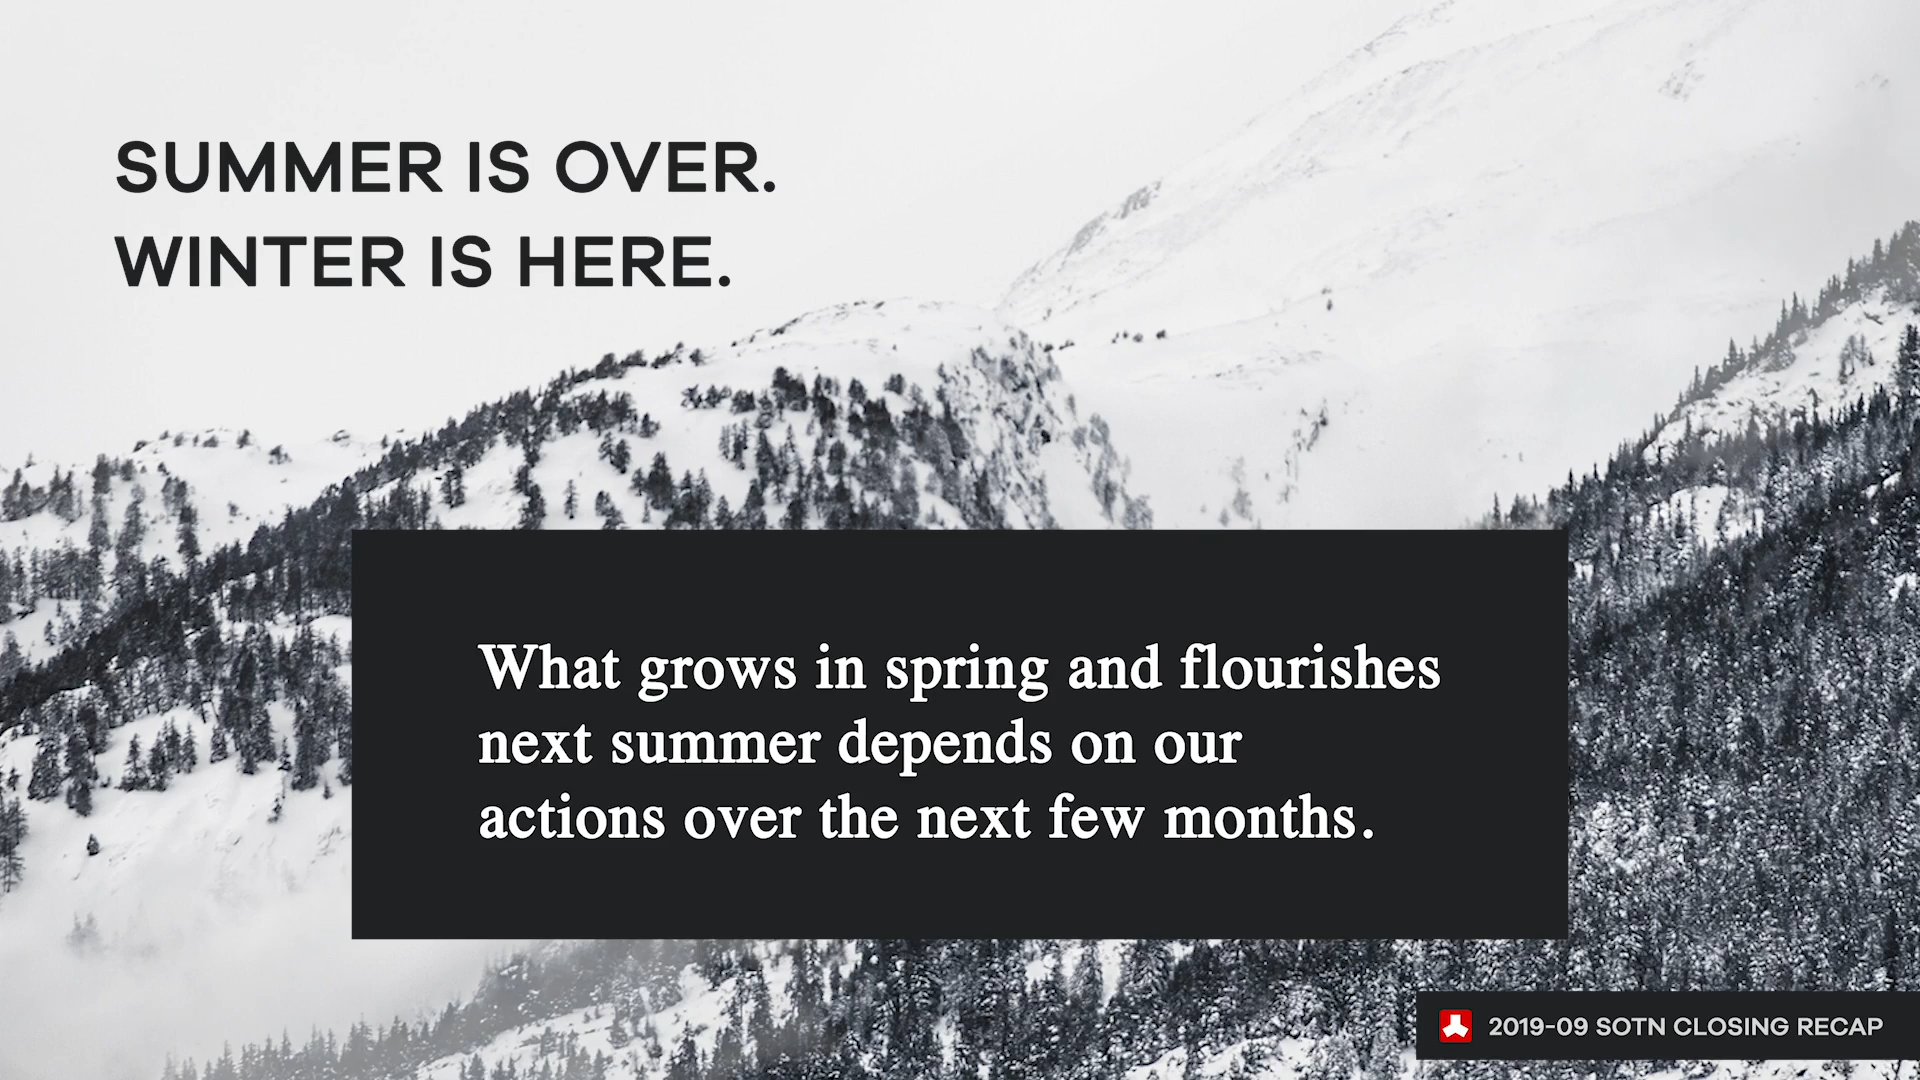 SUMMER IS OVER.
WINTER IS HERE.
What grows in spring and flourishes
next summer depends on our
actions over the next few months.
2019-09 SOTN CLOSING RECAP